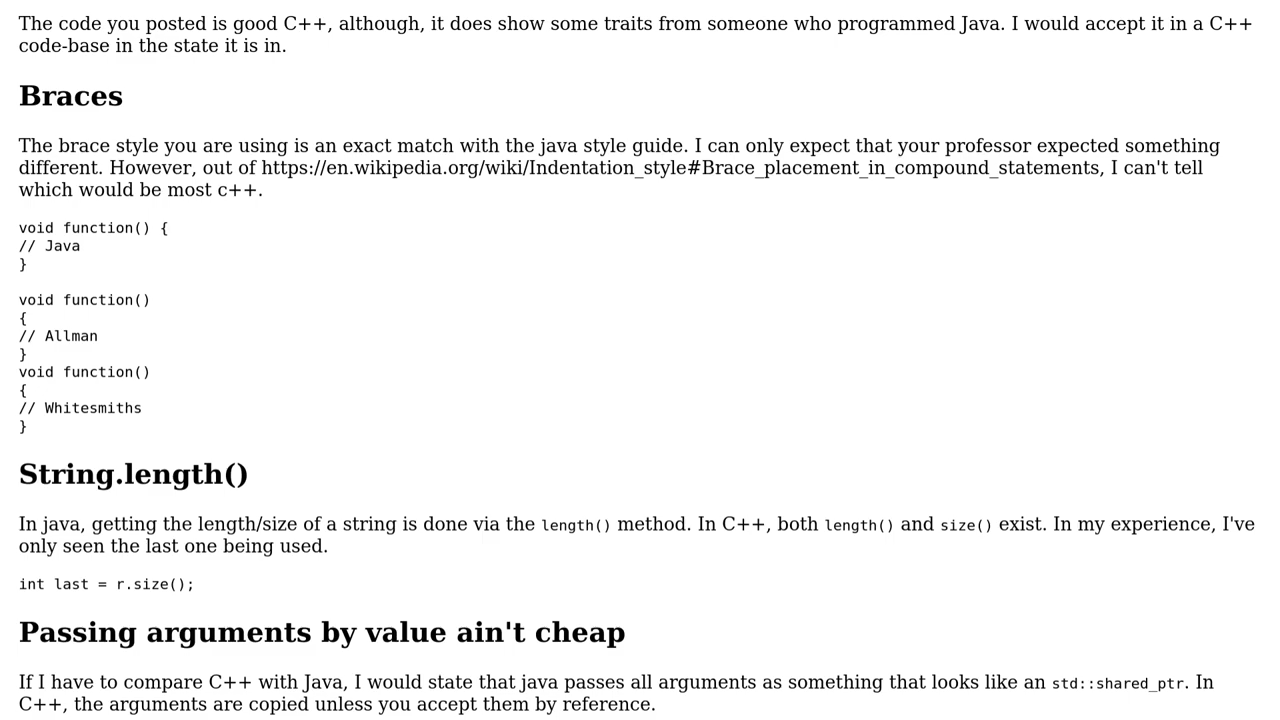 The code you posted is good C++, although, it does show some traits from someone who programmed Java. I would accept it in a C++
code-base in the state it is in.
Braces
The brace style you are using is an exact match with the java style guide. I can only expect that your professor expected something
different. However, out of https://en.wikipedia.org/wiki/Indentation_style#Brace_placement_in_compound_statements, I can't tell
which would be most c++.
void function() {
// Java
}
void function()
{
// Allman
}
void function()
{
// Whitesmiths
}
String.length()
In java, getting the length/size of a string is done via the length() method. In C++, both length() and size() exist. In my experience, I've
only seen the last one being used.
int last = r.size();
Passing arguments by value ain't cheap
If I have to compare C++ with Java, I would state that java passes all arguments as something that looks like an std::shared_ptr. In
C++, the arguments are copied unless you accept them by reference.